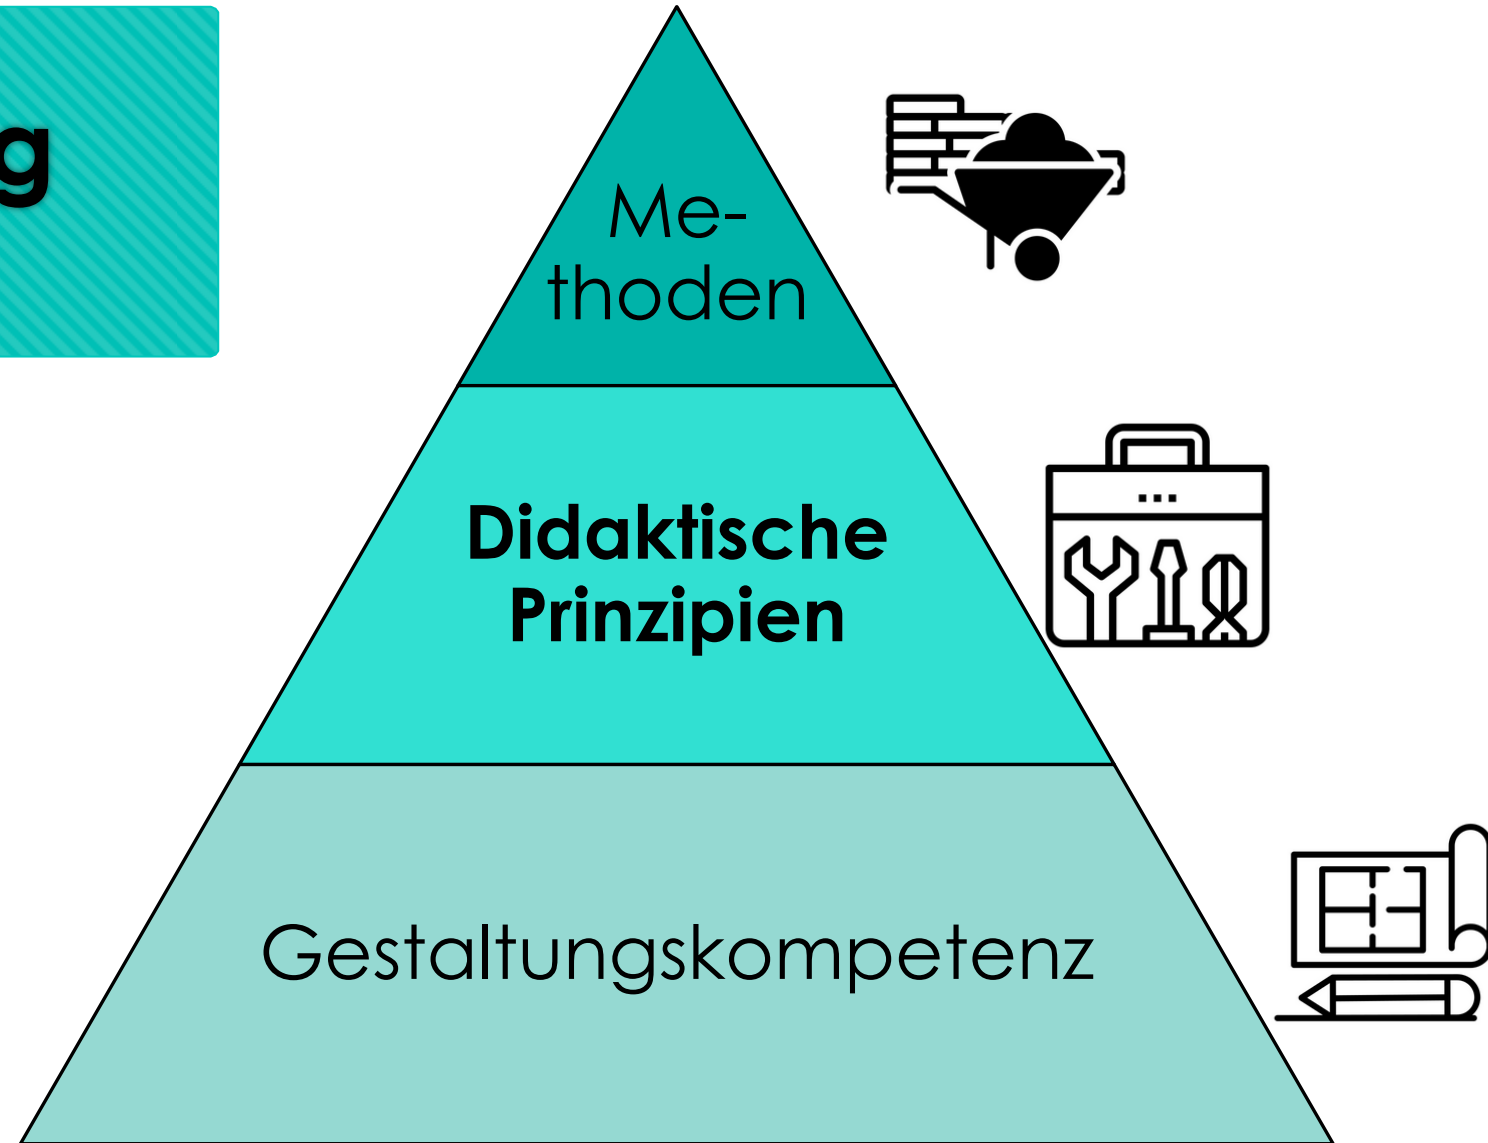 g
Me-
thoden
Didaktische
Prinzipien
Gestaltungskompetenz